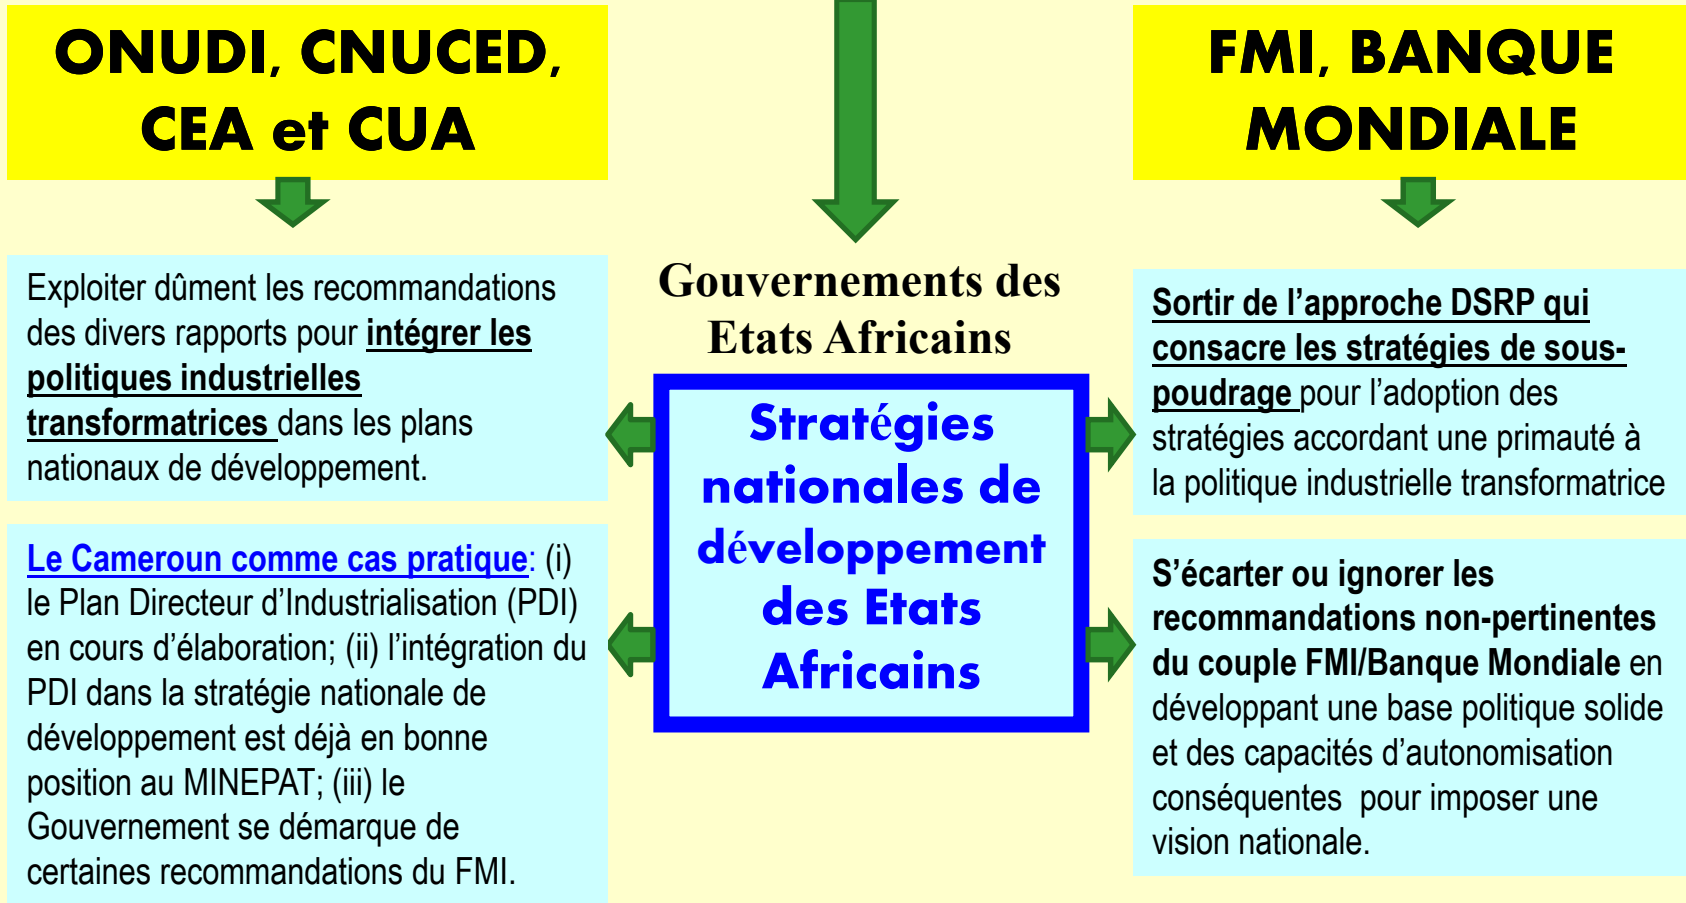 ONUDI, CNUCED,
CEA et CUA
Exploiter dûment les recommandations
des divers rapports pour intégrer les
politiques industrielles
transformatrices dans les plans
nationaux de développement.
Le Cameroun comme cas pratique: (i)
le Plan Directeur d’Industrialisation (PDI)
en cours d’élaboration; (ii) l’intégration du
PDI dans la stratégie nationale de
développement est déjà en bonne
position au MINEPAT; (iii) le
Gouvernement se démarque de
certaines recommandations du FMI.
Gouvernements des
Etats Africains
Stratégies
nationales de
développement
des Etats
Africains
FMI, BANQUE
MONDIALE
Sortir de l’approche DSRP qui
consacre les stratégies de sous-
poudrage pour l’adoption des
stratégies accordant une primauté à
la politique industrielle transformatrice
S’écarter ou ignorer les
recommandations non-pertinentes
du couple FMI/Banque Mondiale en
développant une base politique solide
et des capacités d’autonomisation
conséquentes pour imposer une
vision nationale.